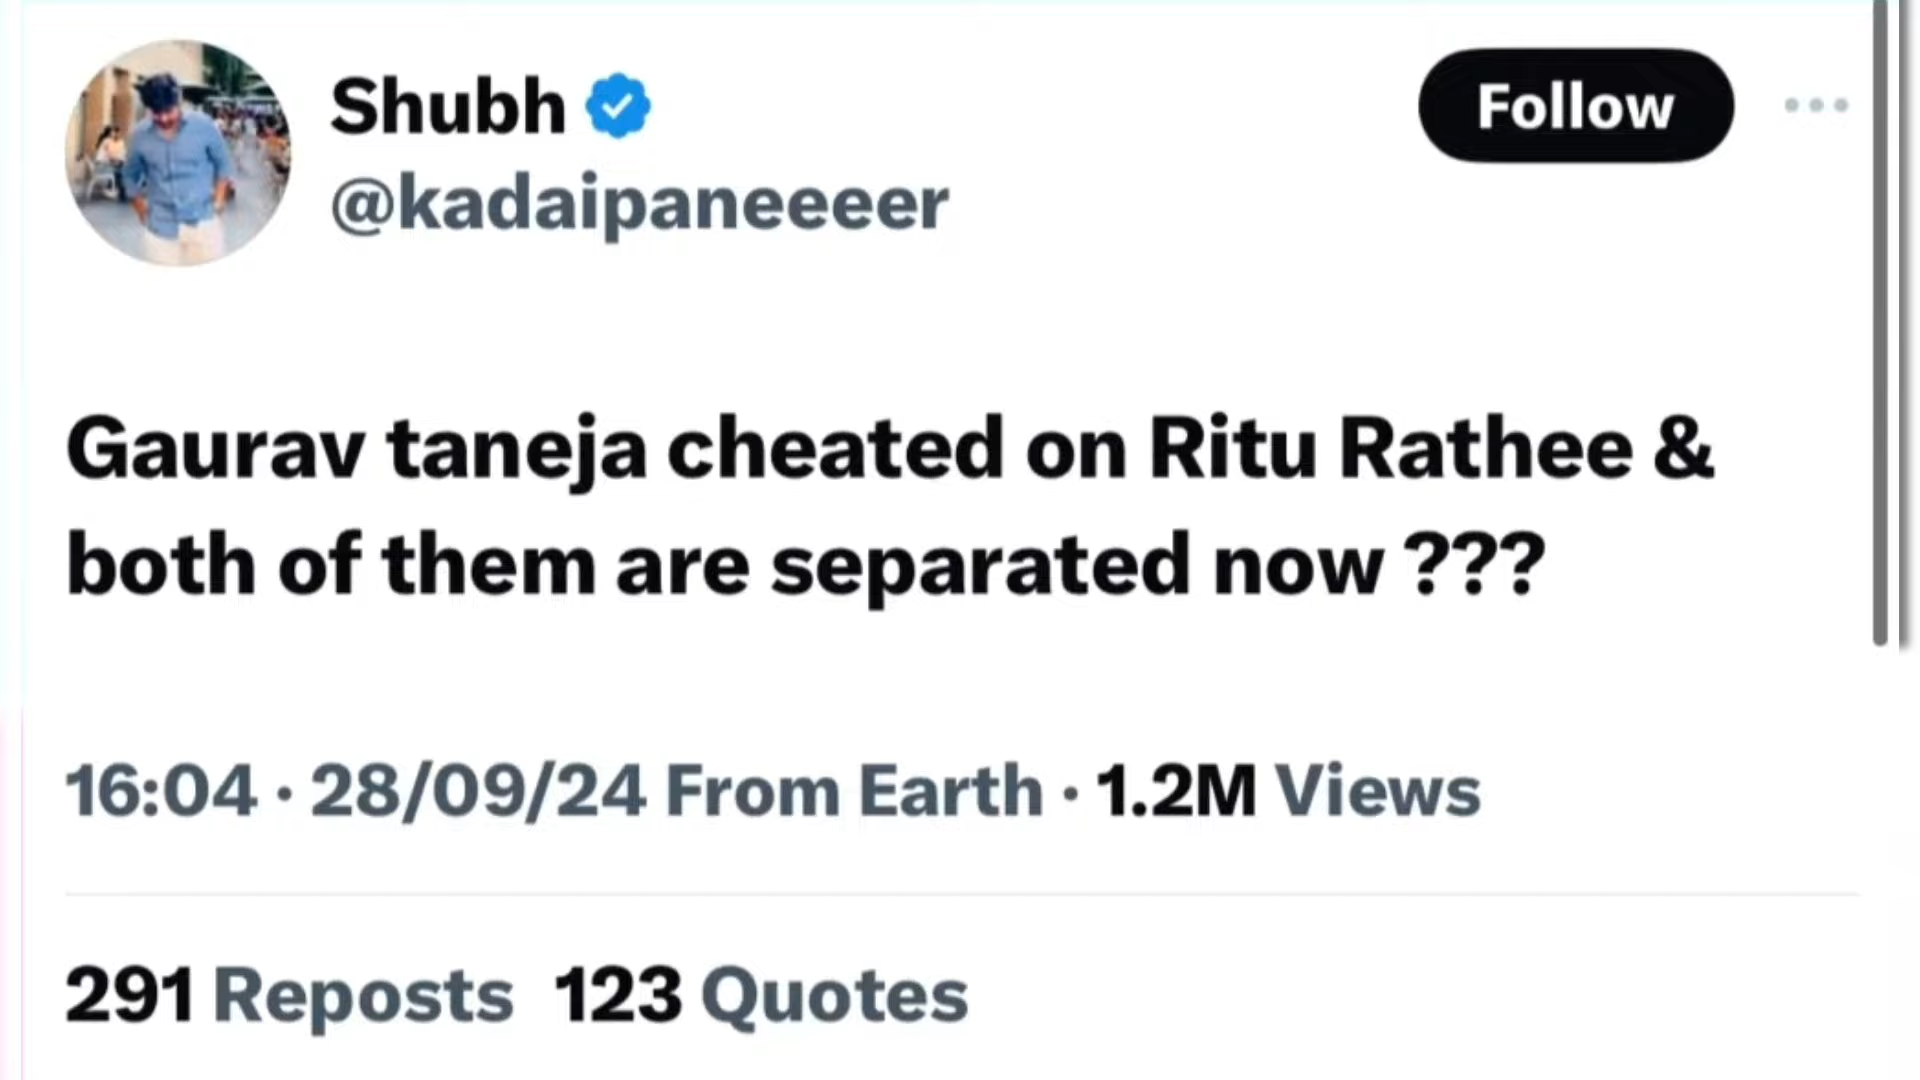 Shubh
Follow
@kadaipaneeeer
Gaurav taneja cheated on Ritu Rathee &
both of them are separated now ???
16:04 · 28/09/24 From Earth · 1.2M Views
291 Reposts 123 Quotes